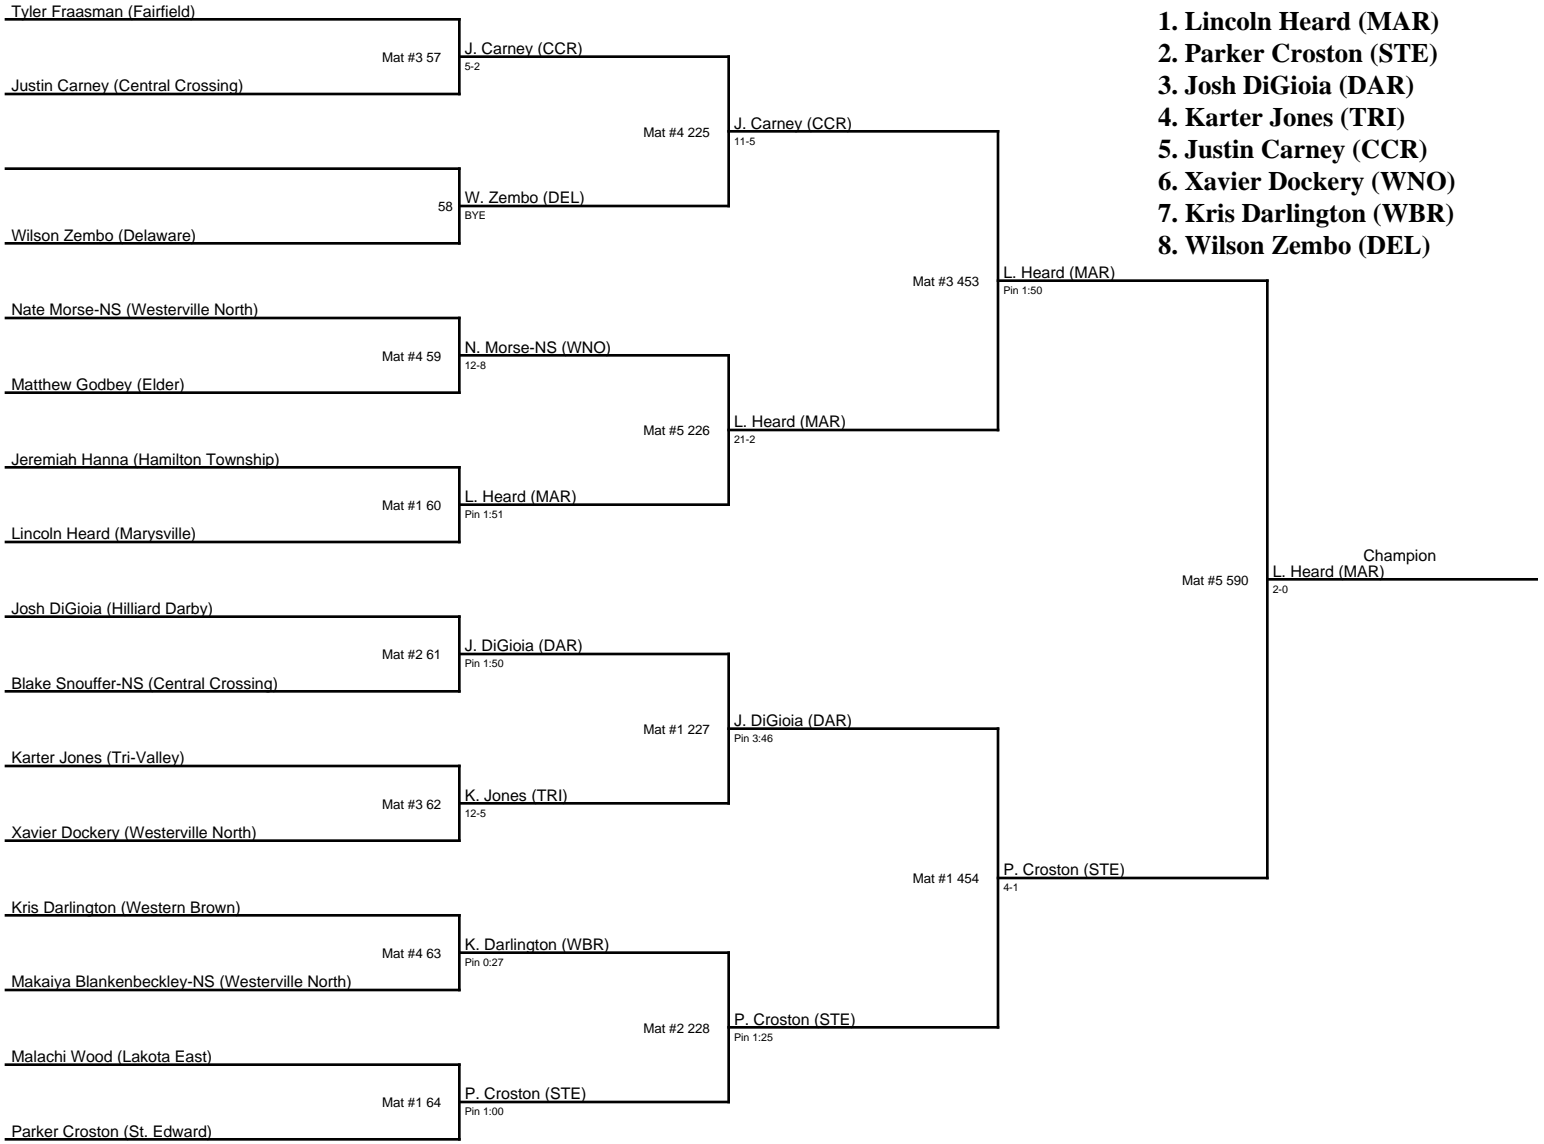 Tyler Fraasman (Fairfield)
Mat #3 57
J. Carney (CCR)
5-2
Justin Carney (Central Crossing)
Mat #4 225
J. Carney (CCR)
11-5
58
W. Zembo (DEL)
BYE
Wilson Zembo (Delaware)
Mat #3 453
L. Heard (MAR)
Pin 1:50
Nate Morse-NS (Westerville North)
Mat #4 59
N. Morse-NS (WNO)
12-8
Matthew Godbey (Elder)
Mat #5 226
L. Heard (MAR)
21-2
Jeremiah Hanna (Hamilton Township)
Mat #1 60
L. Heard (MAR)
Pin 1:51
Lincoln Heard (Marysville)
Mat #5 590
Champion
L. Heard (MAR)
2-0
Josh DiGioia (Hilliard Darby)
Mat #2 61
J. DiGioia (DAR)
Pin 1:50
Blake Snouffer-NS (Central Crossing)
Mat #1 227
J. DiGioia (DAR)
Pin 3:46
Karter Jones (Tri-Valley)
Mat #3 62
K. Jones (TRI)
12-5
Xavier Dockery (Westerville North)
Mat #1 454
P. Croston (STE)
4-1
Kris Darlington (Western Brown)
Mat #4 63
K. Darlington (WBR)
Pin 0:27
Makaiya Blankenbeckley-NS (Westerville North)
Mat #2 228
P. Croston (STE)
Pin 1:25
Malachi Wood (Lakota East)
Mat #1 64
P. Croston (STE)
Pin 1:00
Parker Croston (St. Edward)
1. Lincoln Heard (MAR)
2. Parker Croston (STE)
3. Josh DiGioia (DAR)
4. Karter Jones (TRI)
5. Justin Carney (CCR)
6. Xavier Dockery (WNO)
7. Kris Darlington (WBR)
8. Wilson Zembo (DEL)